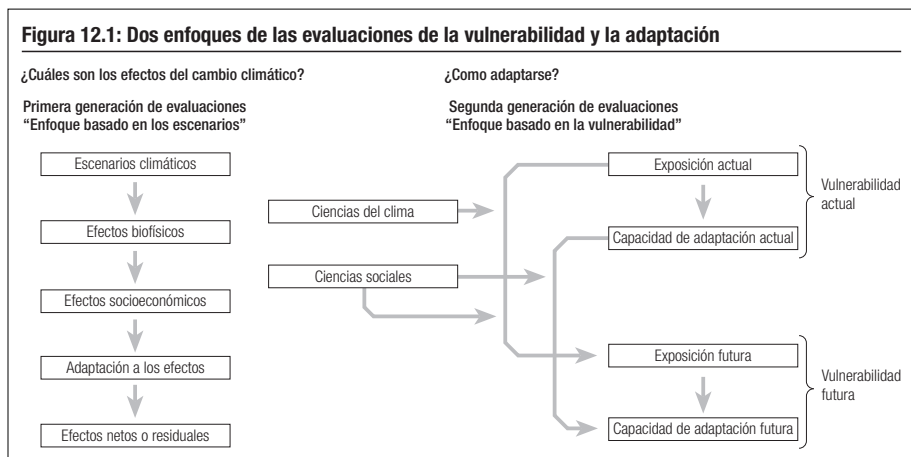 Figura 12.1: Dos enfoques de las evaluaciones de la vulnerabilidad y la adaptación
¿Cuáles son los efectos del cambio climático?
Primera generación de evaluaciones
“Enfoque basado en los escenarios”
Escenarios climáticos
Efectos biofísicos
Efectos socioeconómicos
Adaptación a los efectos
Efectos netos o residuales
¿Como adaptarse?
Segunda generación de evaluaciones
“Enfoque basado en la vulnerabilidad”
Ciencias del clima
Ciencias sociales
Exposición actual
Capacidad de adaptación actual
Vulnerabilidad
actual
Exposición futura
Capacidad de adaptación futura
Vulnerabilidad
futura